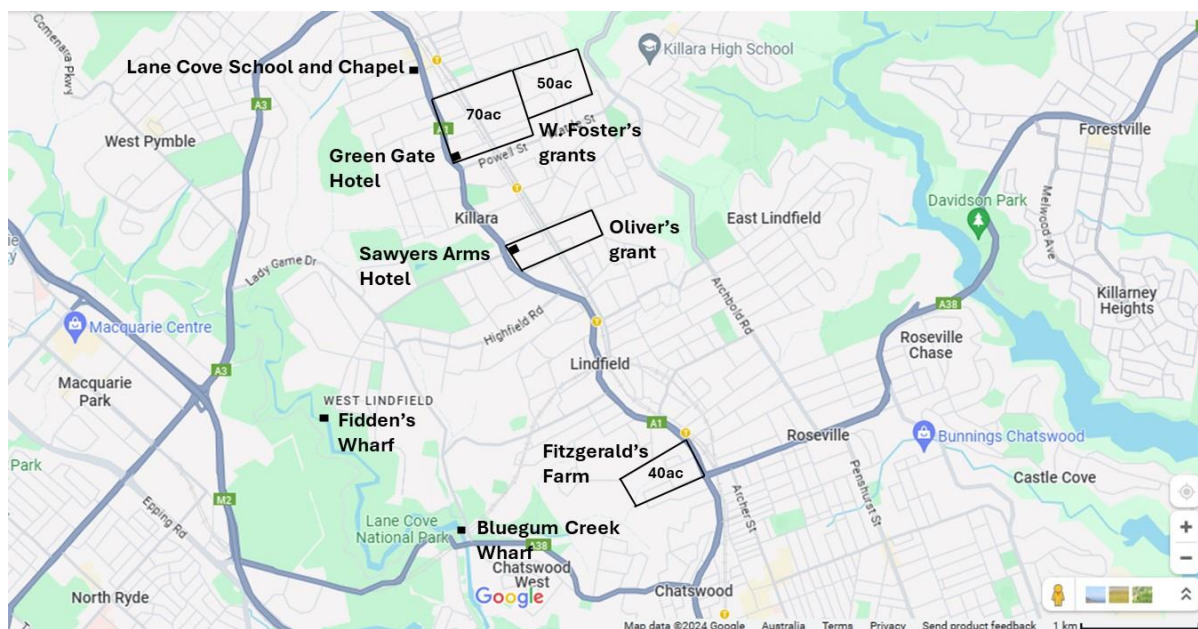 Comenarra Pkwy
Lane Cove School and Chapel
Killara High School
A3
50ac
70ac
West Pymble
A1
W. Foster's
grants
Forestville
Green Gate
Hotel
Powell St
Melwood Ave
Davidson Park
Killara
Oliver's
grant
East Lindfield
Sawyers Arms
Hotel
Lady Game Dr
Killarney
Heights
Archbold Rd
A38
Highfield Rd
Macquarie Centre
Roseville
Chase
Lindfield
A3
Macquarie
Park
WEST LINDFIELD
Fidden's
Wharf
A1
Roseville
Bunnings Chatswood
Fitzgerald's
Farm
40ac
Park
Castle Cove
Penshurst St
Archer St
M2
Epping Rd
Lane Cove
National Park
Bluegum Creek
Wharf
A38
Chatswood
West
Chatswood
North Ryde
Google
Map data ©2024 Google Australia Terms Privacy Send product feedback 1 km